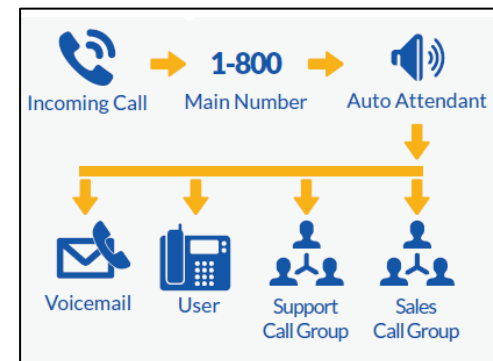 1-800
Incoming Call
Main Number
Auto Attendant
Voicemail
User
Support
Call Group
Sales
Call Group